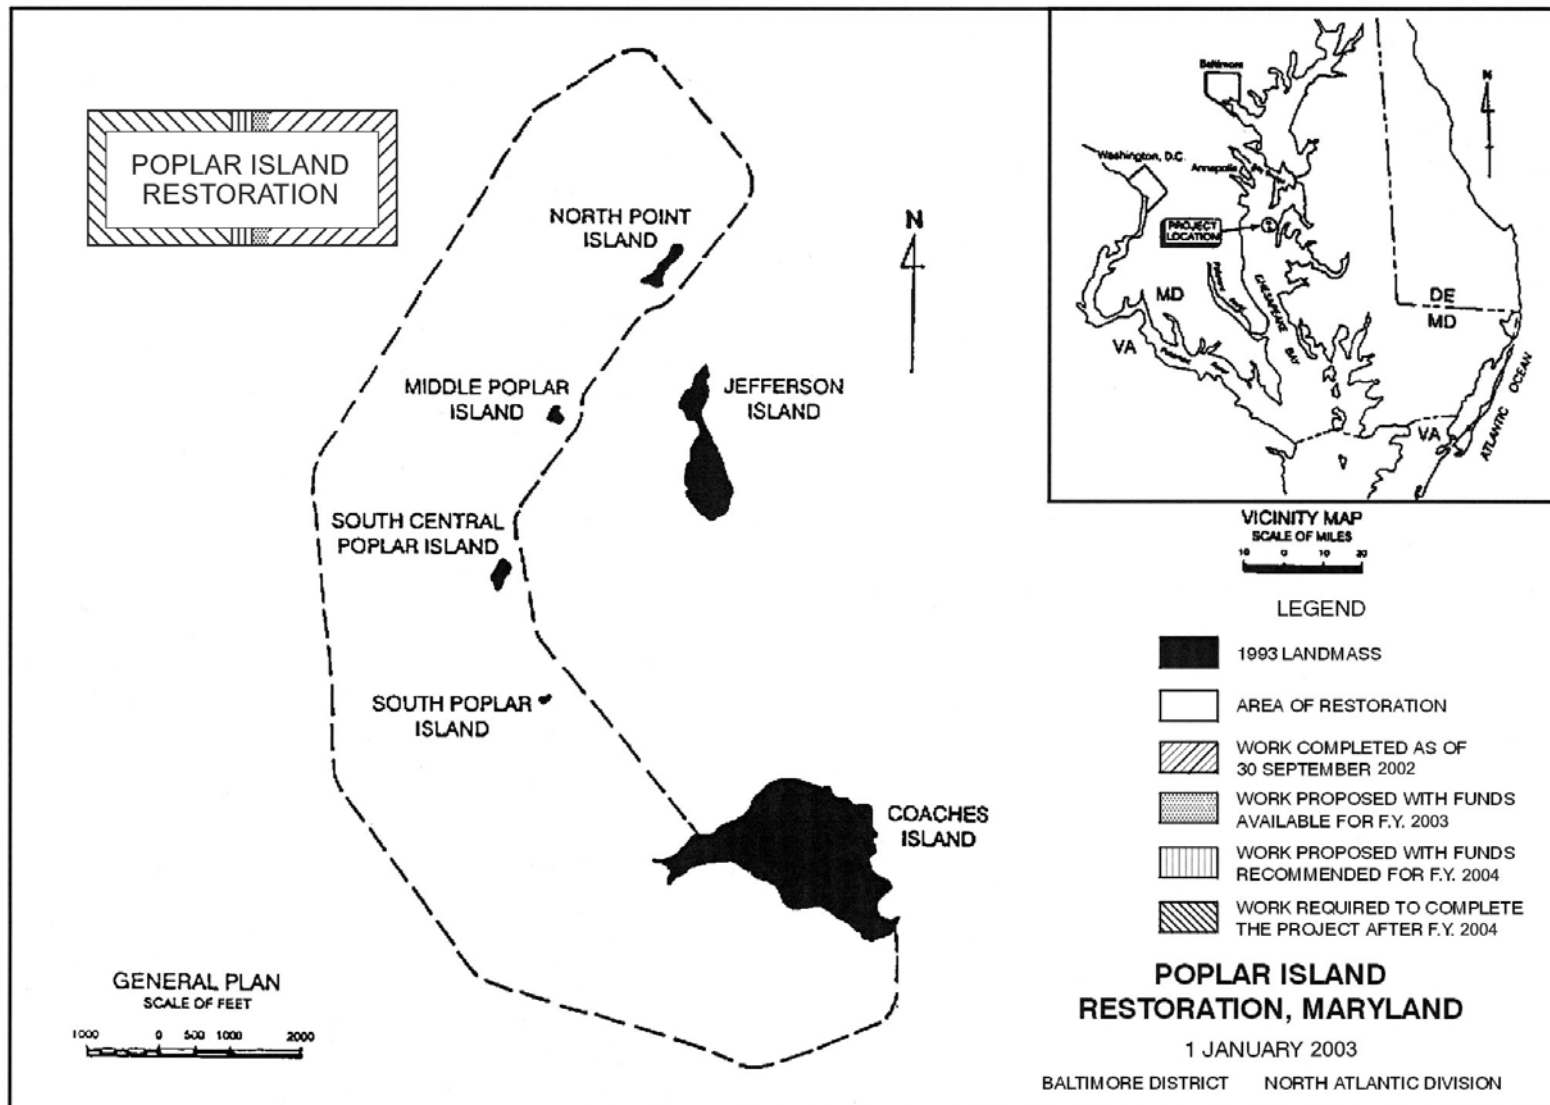 POPLAR ISLAND
RESTORATION
NORTH POINT
ISLAND
N
MIDDLE POPLAR
ISLAND
JEFFERSON
ISLAND
SOUTH CENTRAL
POPLAR ISLAND
SOUTH POPLAR
ISLAND
COACHES
ISLAND
GENERAL PLAN
SCALE OF FEET
1000 0 500 1000 2000
Baltimore
N
Washington, D.C.
Annapolis
PROJECT
LOCATION
MD
CHESAPEAKE BAY
DE
MD
VA
Potomac River
VA
ATLANTIC OCEAN
VICINITY MAP
SCALE OF MILES
10 0 10 20
LEGEND
1993 LANDMASS
AREA OF RESTORATION
WORK COMPLETED AS OF
30 SEPTEMBER 2002
WORK PROPOSED WITH FUNDS
AVAILABLE FOR F.Y. 2003
WORK PROPOSED WITH FUNDS
RECOMMENDED FOR F.Y. 2004
WORK REQUIRED TO COMPLETE
THE PROJECT AFTER F.Y. 2004
POPLAR ISLAND
RESTORATION, MARYLAND
1 JANUARY 2003
BALTIMORE DISTRICT NORTH ATLANTIC DIVISION